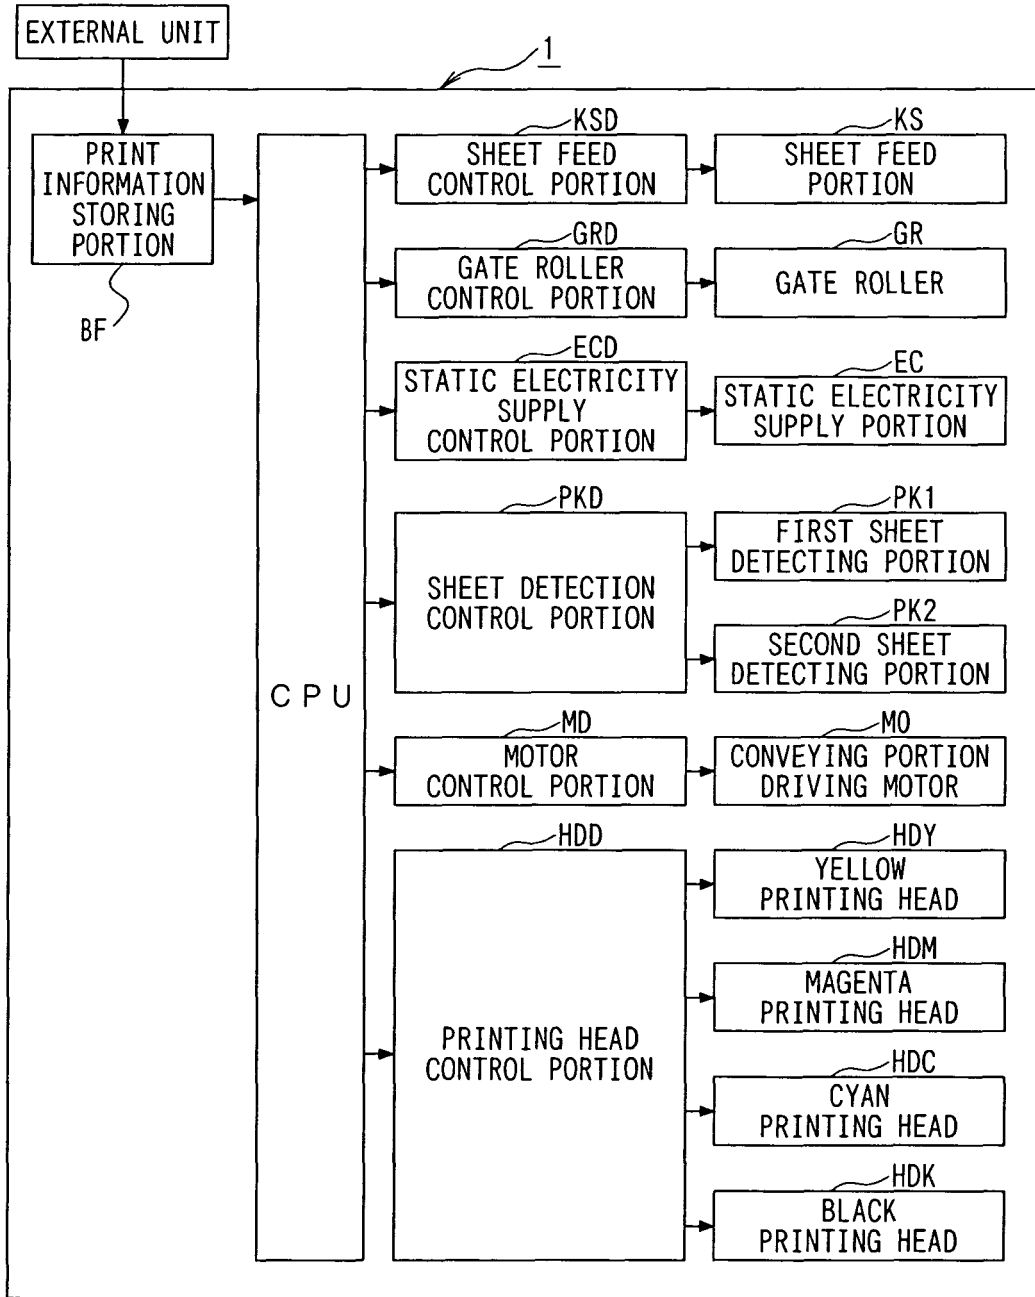 EXTERNAL UNIT
1
PRINT
INFORMATION
STORING
PORTION
BF
CPU
KSD
SHEET FEED
CONTROL PORTION
KS
SHEET FEED
PORTION
GRD
GATE ROLLER
CONTROL PORTION
GR
GATE ROLLER
ECD
STATIC ELECTRICITY
SUPPLY
CONTROL PORTION
EC
STATIC ELECTRICITY
SUPPLY PORTION
PKD
SHEET DETECTION
CONTROL PORTION
PK1
FIRST SHEET
DETECTING PORTION
PK2
SECOND SHEET
DETECTING PORTION
MD
MOTOR
CONTROL PORTION
MO
CONVEYING PORTION
DRIVING MOTOR
HDD
PRINTING HEAD
CONTROL PORTION
HDY
YELLOW
PRINTING HEAD
HDM
MAGENTA
PRINTING HEAD
HDC
CYAN
PRINTING HEAD
HDK
BLACK
PRINTING HEAD